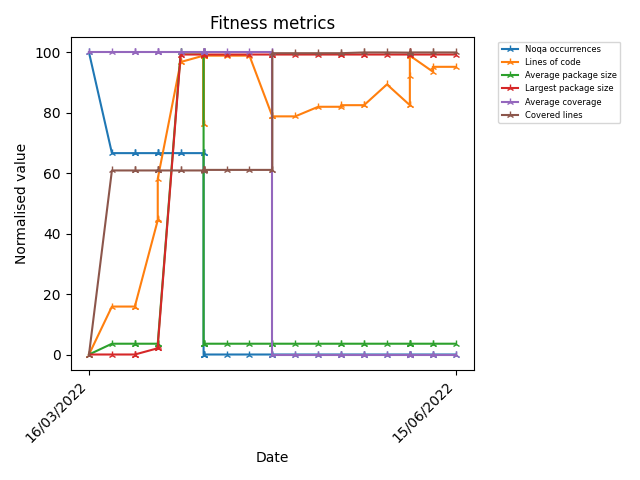 Fitness metrics
Noqa occurrences
Lines of code
Average package size
Largest package size
Average coverage
Covered lines
100
80
60
40
20
0
Normalised value
16/03/2022
15/06/2022
Date